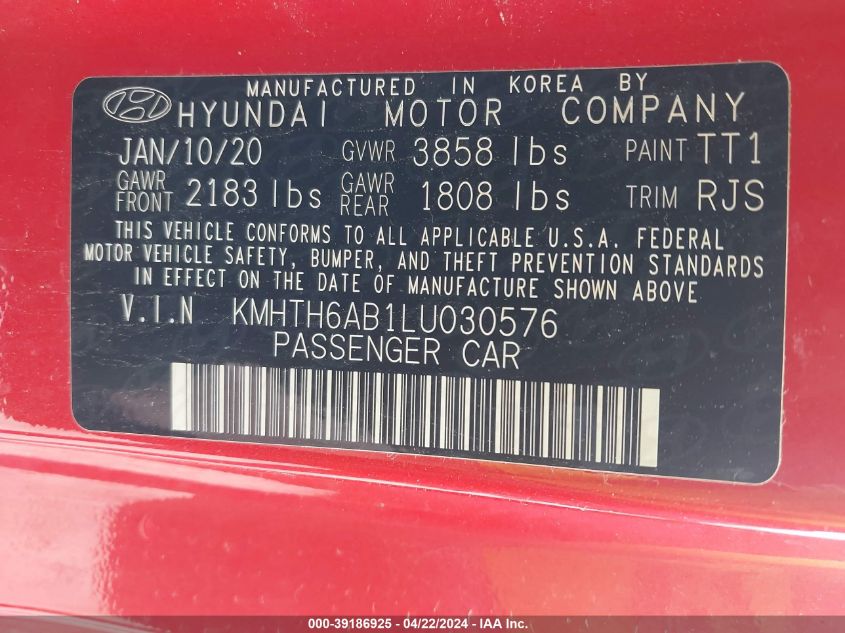 MANUFACTURED IN KOREA BY
HYUNDAI MOTOR COMPANY
JAN/10/20 GVWR 3858 lbs PAINT TT1
GAWR FRONT 2183 lbs GAWR REAR 1808 lbs TRIM RJS
THIS VEHICLE CONFORMS TO ALL APPLICABLE U.S.A. FEDERAL
MOTOR VEHICLE SAFETY, BUMPER, AND THEFT PREVENTION STANDARDS
IN EFFECT ON THE DATE OF MANUFACTURE SHOWN ABOVE
V.I.N KMHTH6AB1LU030576
PASSENGER CAR
000-39186925 - 04/22/2024 - IAA Inc.